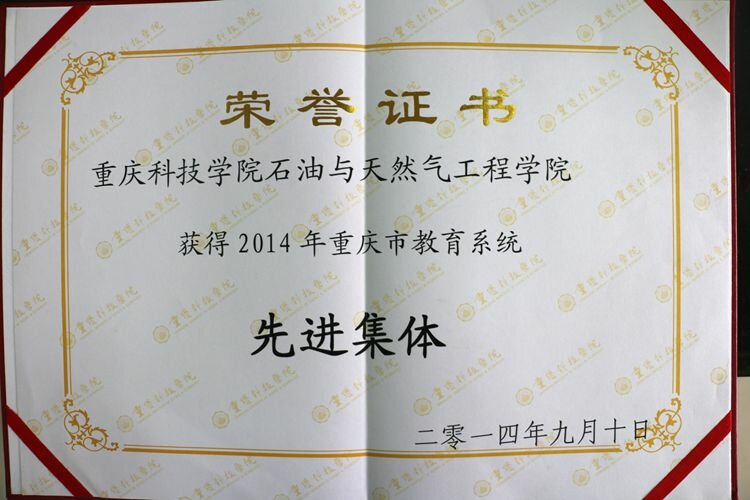 荣誉证书
重庆科技学院石油与天然气工程学院
获得2014年重庆市教育系统
先进集体
二零一四年九月十日